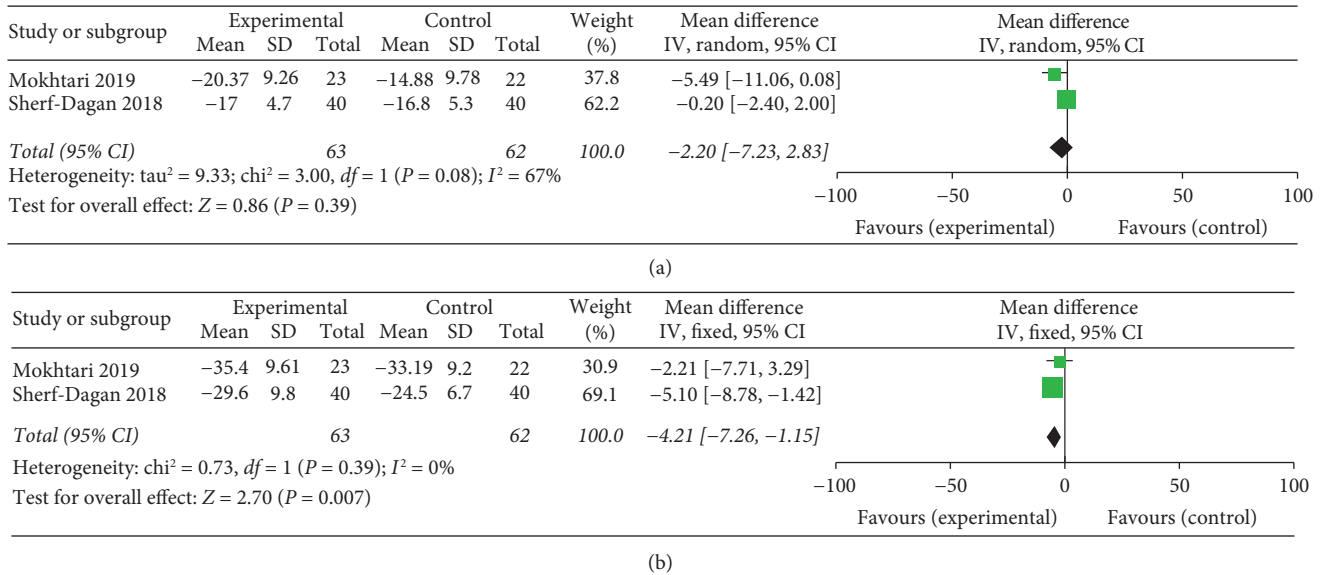 Study or subgroup Experimental Control Weight (%) Mean difference IV, random, 95% CI Mean difference IV, random, 95% CI
Mean SD Total Mean SD Total
Mokhtari 2019 −20.37 9.26 23 −14.88 9.78 22 37.8 −5.49 [−11.06, 0.08]
Sherf-Dagan 2018 −17 4.7 40 −16.8 5.3 40 62.2 −0.20 [−2.40, 2.00]
Total (95% CI) 63 62 100.0 −2.20 [−7.23, 2.83]
Heterogeneity: tau² = 9.33; chi² = 3.00, df = 1 (P = 0.08); I² = 67%
Test for overall effect: Z = 0.86 (P = 0.39)
−100 −50 0 50 100
Favours (experimental) Favours (control)
(a)
Study or subgroup Experimental Control Weight (%) Mean difference IV, fixed, 95% CI Mean difference IV, fixed, 95% CI
Mean SD Total Mean SD Total
Mokhtari 2019 −35.4 9.61 23 −33.19 9.2 22 30.9 −2.21 [−7.71, 3.29]
Sherf-Dagan 2018 −29.6 9.8 40 −24.5 6.7 40 69.1 −5.10 [−8.78, −1.42]
Total (95% CI) 63 62 100.0 −4.21 [−7.26, −1.15]
Heterogeneity: chi² = 0.73, df = 1 (P = 0.39); I² = 0%
Test for overall effect: Z = 2.70 (P = 0.007)
−100 −50 0 50 100
Favours (experimental) Favours (control)
(b)